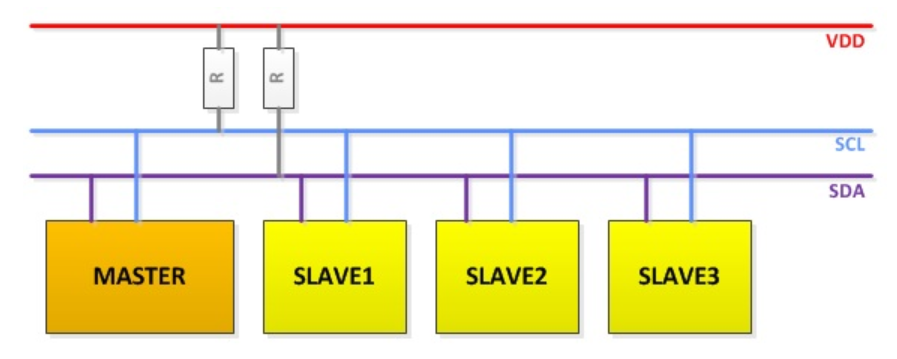 VDD
R
R
SCL
SDA
MASTER
SLAVE1
SLAVE2
SLAVE3